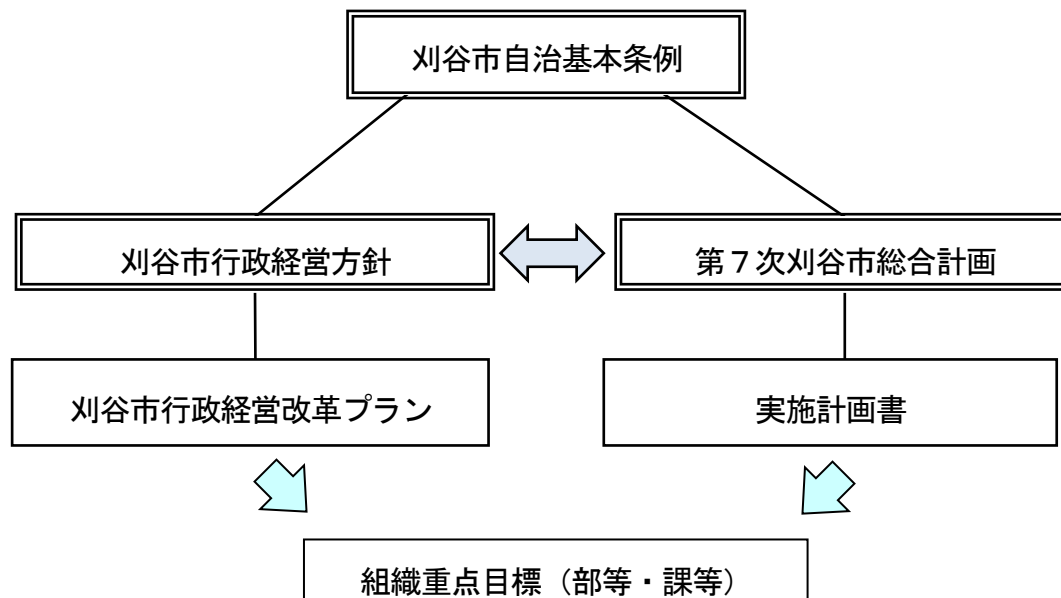 刈谷市自治基本条例
刈谷市行政経営方針
第７次刈谷市総合計画
刈谷市行政経営改革プラン
実施計画書
組織重点目標（部等・課等）